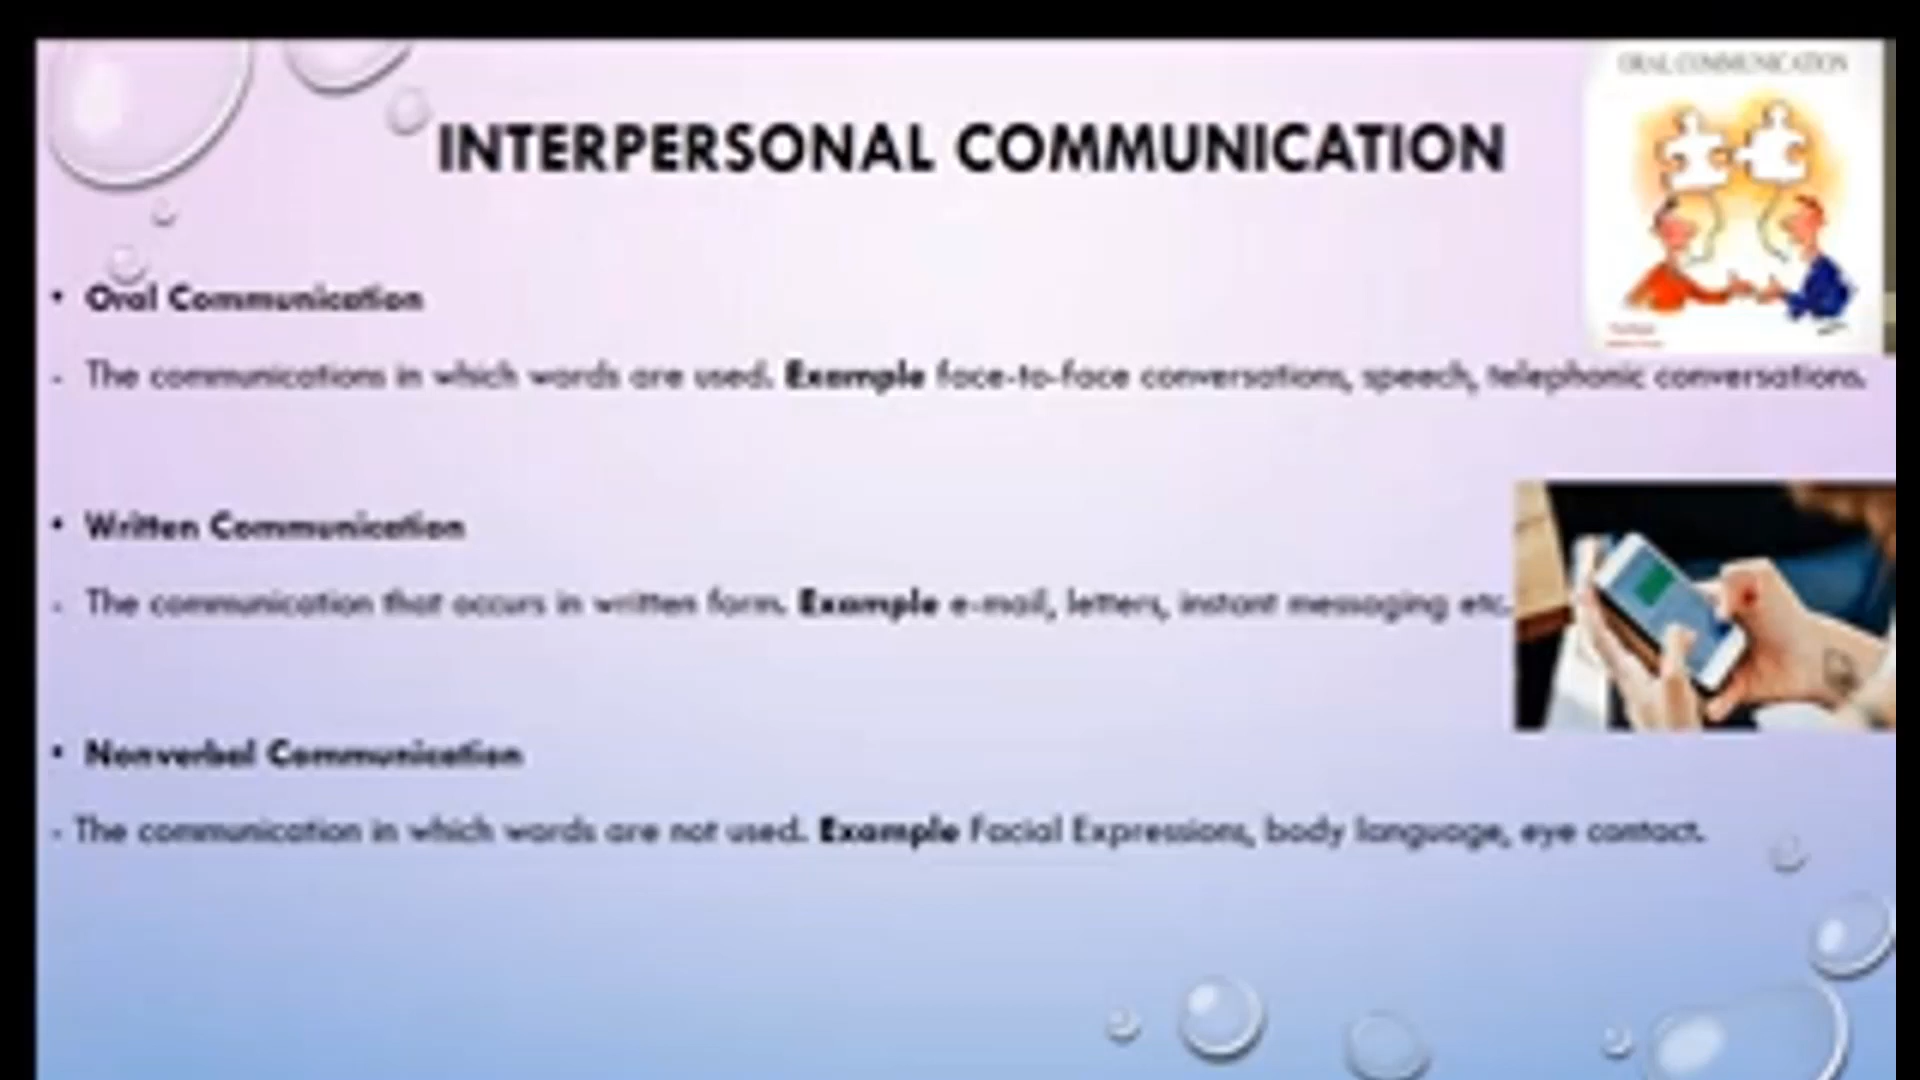 ORAL COMMUNICATION
INTERPERSONAL COMMUNICATION
• Oral Communication
- The communications in which words are used. Example face-to-face conversations, speech, telephonic conversations.
• Written Communication
- The communication that occurs in written form. Example e-mail, letters, instant messaging etc.
• Nonverbal Communication
- The communication in which words are not used. Example Facial Expressions, body language, eye contact.